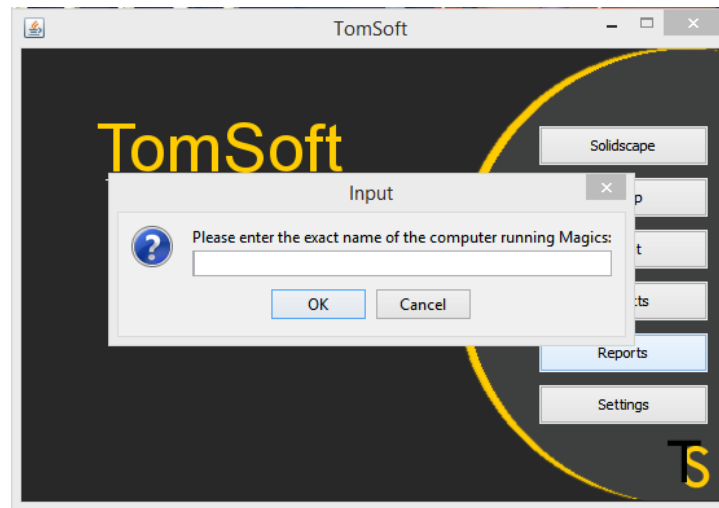 TomSoft
TomSoft
Solidscape
Input
p
Please enter the exact name of the computer running Magics:
t
OK
Cancel
cts
Reports
Settings
TS